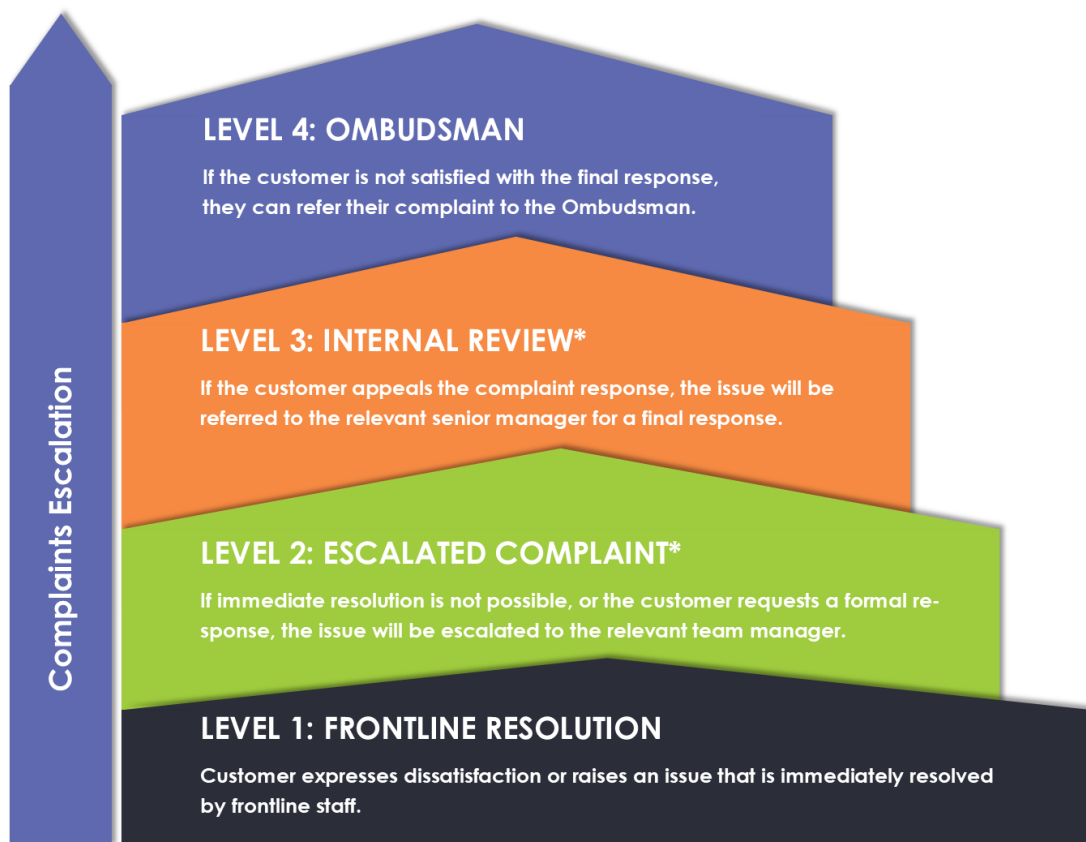 Complaints Escalation
LEVEL 4: OMBUDSMAN
If the customer is not satisfied with the final response,
they can refer their complaint to the Ombudsman.
LEVEL 3: INTERNAL REVIEW*
If the customer appeals the complaint response, the issue will be
referred to the relevant senior manager for a final response.
LEVEL 2: ESCALATED COMPLAINT*
If immediate resolution is not possible, or the customer requests a formal re-
sponse, the issue will be escalated to the relevant team manager.
LEVEL 1: FRONTLINE RESOLUTION
Customer expresses dissatisfaction or raises an issue that is immediately resolved
by frontline staff.